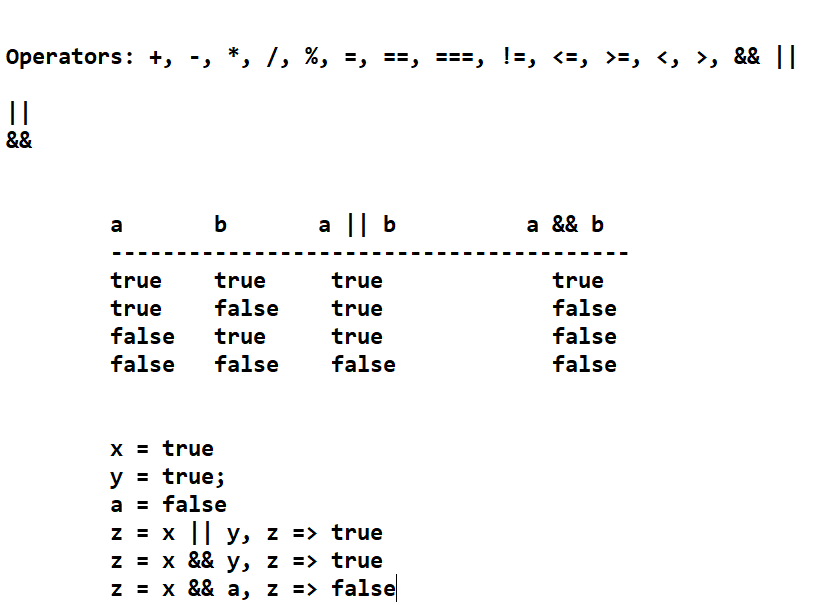 Operators: +, -, *, /, %, =, ==, ===, !=, <=, >=, <, >, && ||
||
&&
a b a || b a && b
----------------------------------------
true true true true
true false true false
false true true false
false false false false
x = true
y = true;
a = false
z = x || y, z => true
z = x && y, z => true
z = x && a, z => false